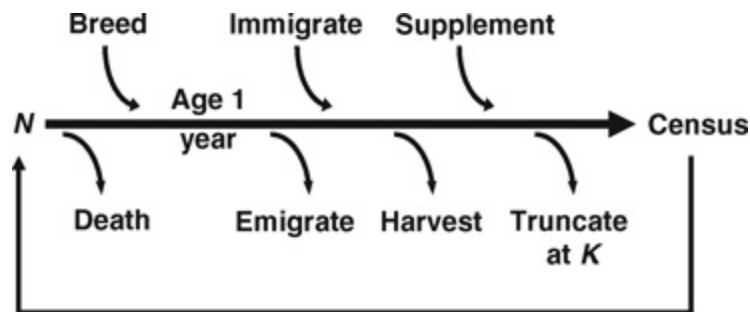 Breed Immigrate Supplement
Age 1
N Census
year
Death Emigrate Harvest Truncate
at K